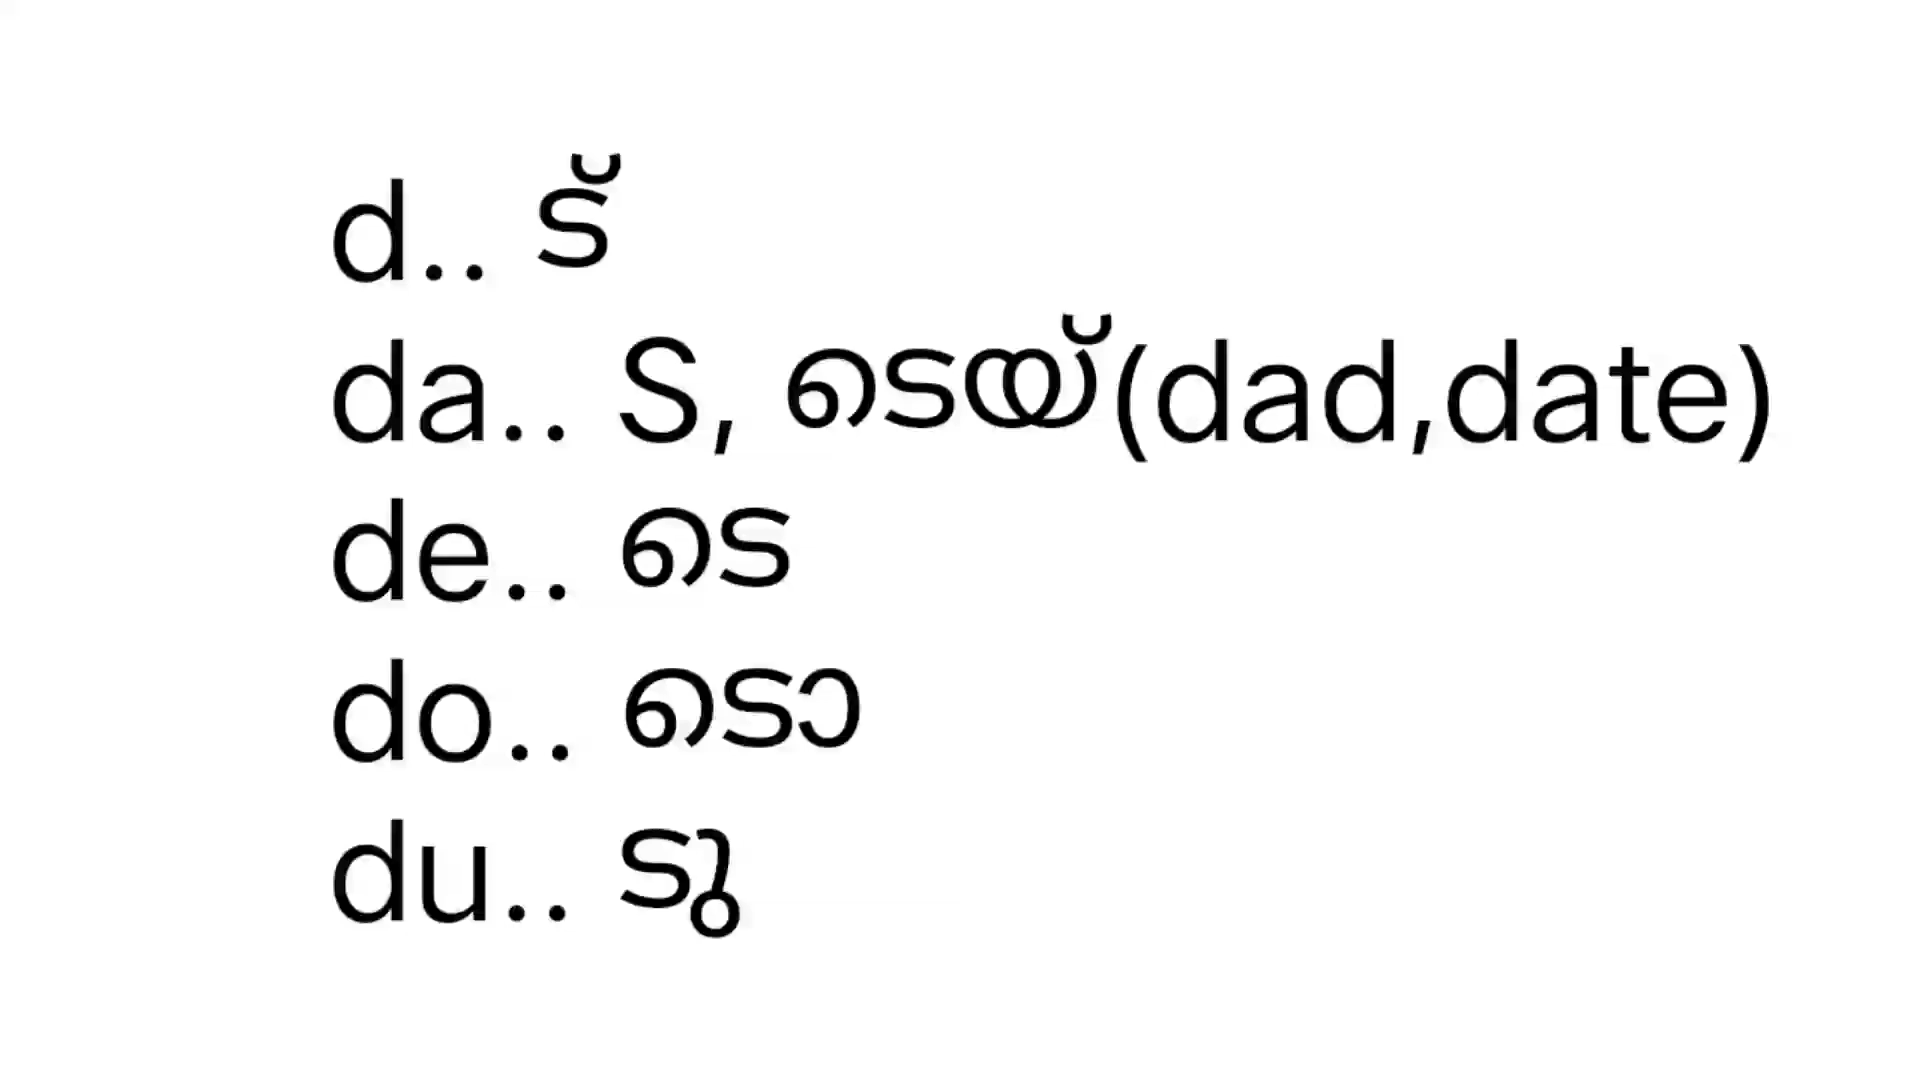 d.. ട്
da.. S, ടെയ്(dad,date)
de.. ടെ
do.. ടൊ
du.. ടു